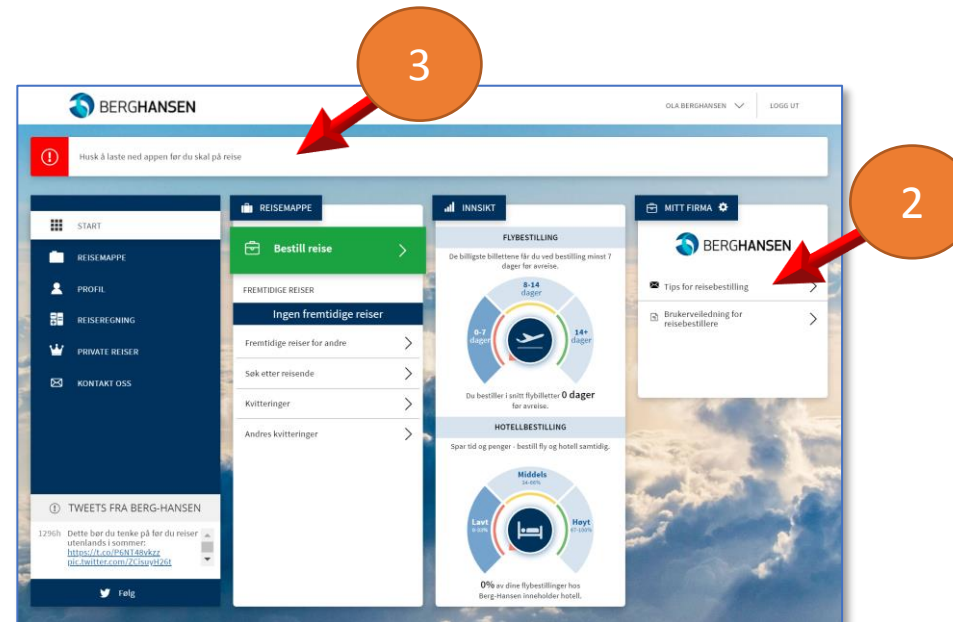 3
BERGHANSEN
OLA BERGHANSEN
LOGG UT
Husk å laste ned appen før du skal på reise
2
START
REISEMAPPE
PROFIL
REISEREGNING
PRIVATE REISER
KONTAKT OSS
TWEETS FRA BERG-HANSEN
1296h
Dette bør du tenke på før du reiser
utenlands i sommer:
https://t.co/P6NT48vkzz
pic.twitter.com/ZCisuyH26t
Følg
REISEMAPPE
Bestill reise
FREMTIDIGE REISER
Ingen fremtidige reiser
Fremtidige reiser for andre
Søk etter reisende
Kvitteringer
Andres kvitteringer
INNSIKT
FLYBESTILLING
De billigste billettene får du ved bestilling minst 7
dager før avreise.
8-14
dager
0-7
dager
14+
dager
Du bestiller i snitt flybilletter 0 dager
før avreise.
HOTELLBESTILLING
Spar tid og penger - bestill fly og hotell samtidig.
Middels
34-66%
Lavt
0-33%
Høyt
67-100%
0% av dine flybestillinger hos
Berg-Hansen inneholder hotell.
MITT FIRMA
BERGHANSEN
Tips for reisebestilling
Brukerveiledning for
reisebestillere